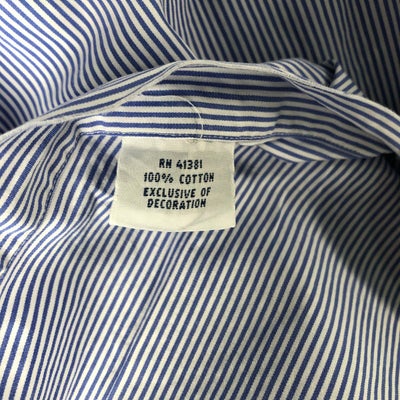 RN 41381
100% COTTON
EXCLUSIVE OF
DECORATION